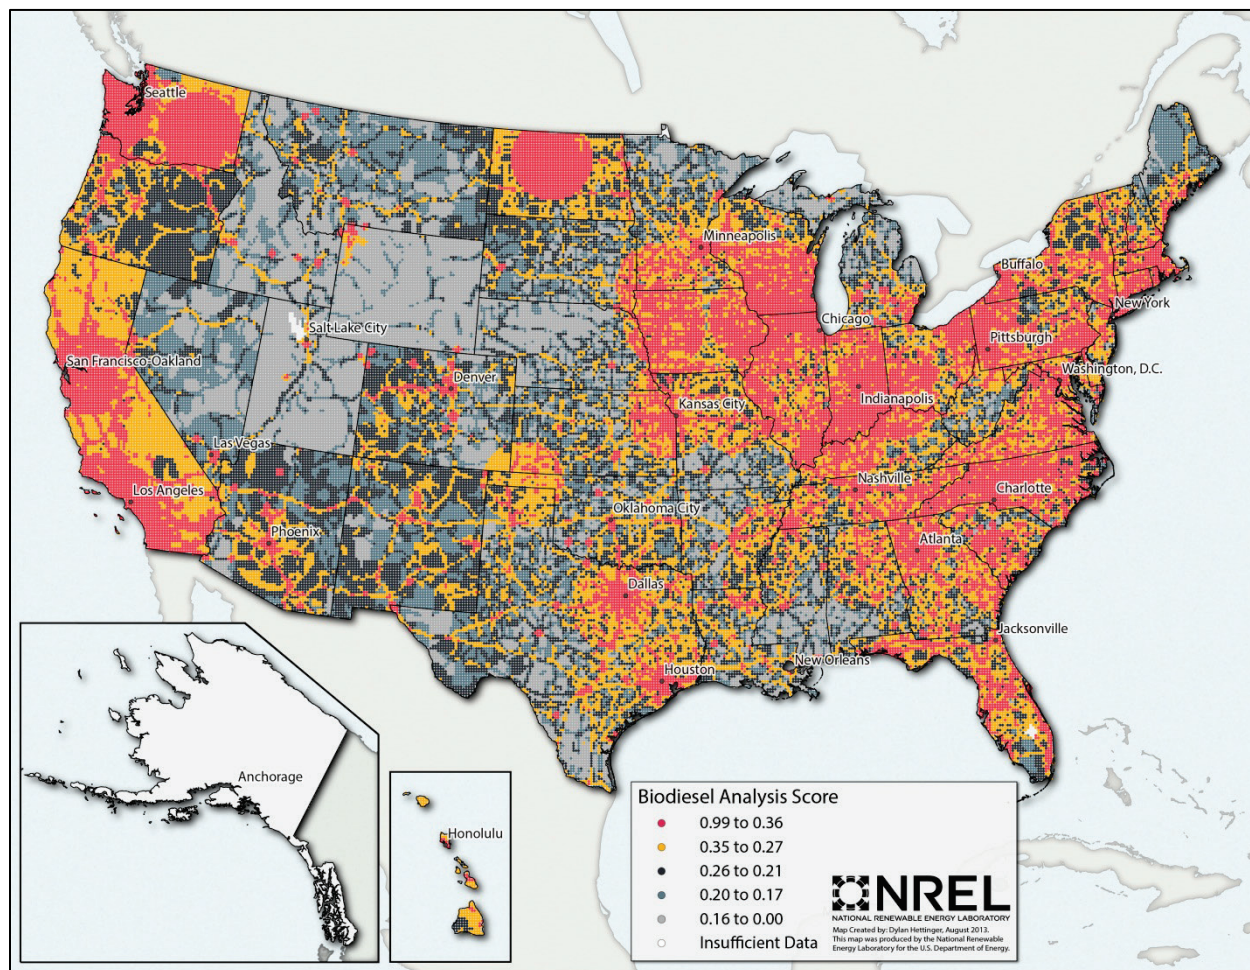 Seattle
Minneapolis
Buffalo
New York
Chicago
Salt Lake City
Pittsburgh
San Francisco-Oakland
Washington, D.C.
Denver
Indianapolis
Kansas City
Las Vegas
Nashville
Los Angeles
Charlotte
Oklahoma City
Phoenix
Atlanta
Dallas
Jacksonville
New Orleans
Houston
Anchorage
Honolulu
Biodiesel Analysis Score
0.99 to 0.36
0.35 to 0.27
0.26 to 0.21
0.20 to 0.17
0.16 to 0.00
Insufficient Data
NREL
NATIONAL RENEWABLE ENERGY LABORATORY
Map Created by: Dylan Hettinger, August 2013.
This map was produced by the National Renewable
Energy Laboratory for the U.S. Department of Energy.